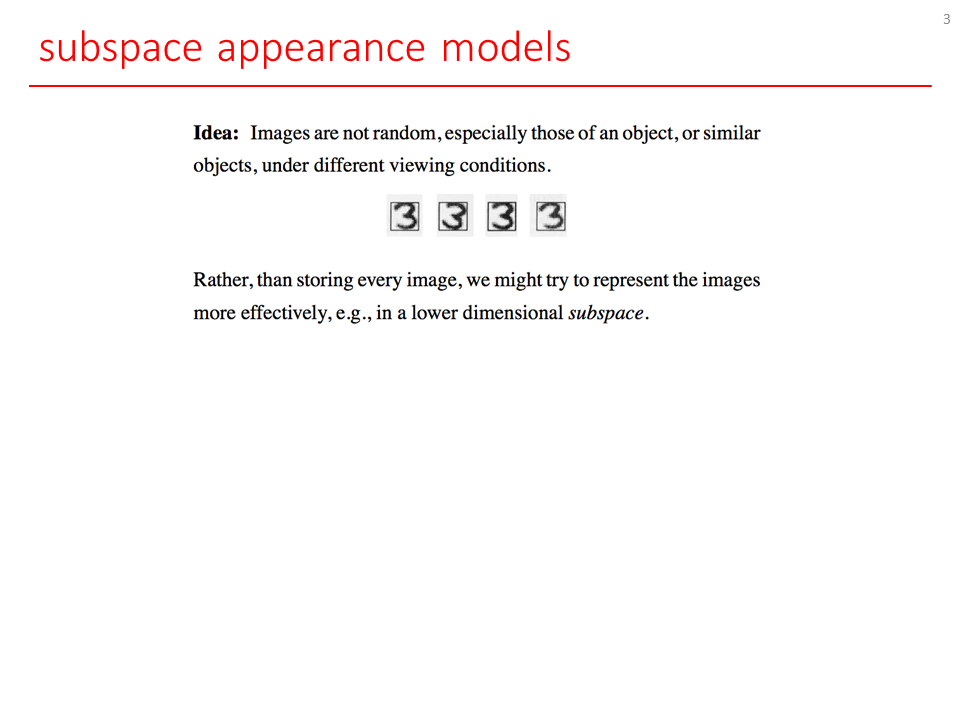 3
subspace appearance models
Idea: Images are not random, especially those of an object, or similar
objects, under different viewing conditions.
3 3 3 3
Rather, than storing every image, we might try to represent the images
more effectively, e.g., in a lower dimensional subspace.